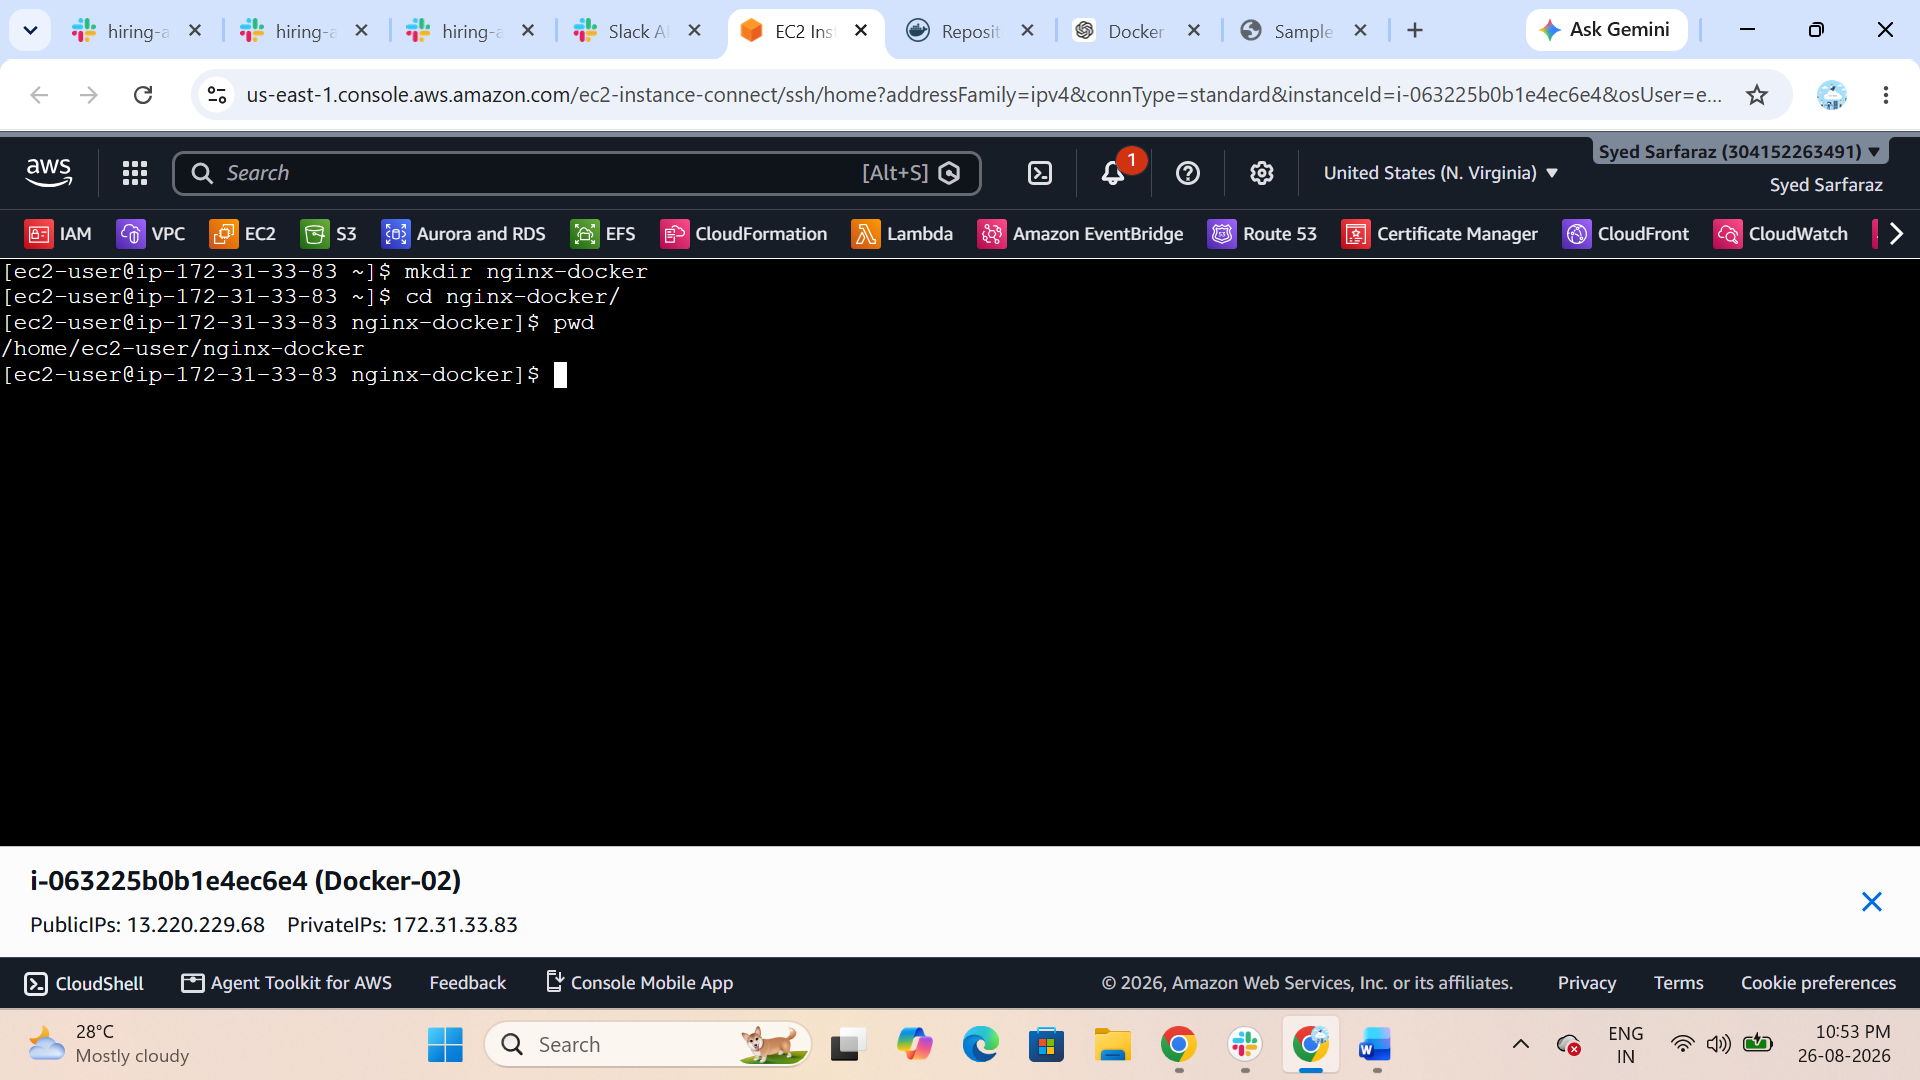 hiring-a
hiring-a
hiring-a
Slack A
EC2 Ins
Reposit
Docker
Sample
Ask Gemini
us-east-1.console.aws.amazon.com/ec2-instance-connect/ssh/home?addressFamily=ipv4&connType=standard&instanceId=i-063225b0b1e4ec6e4&osUser=e...
aws
Search
[Alt+S]
1
United States (N. Virginia)
Syed Sarfaraz (304152263491)
Syed Sarfaraz
IAM
VPC
EC2
S3
Aurora and RDS
EFS
CloudFormation
Lambda
Amazon EventBridge
Route 53
Certificate Manager
CloudFront
CloudWatch
[ec2-user@ip-172-31-33-83 ~]$ mkdir nginx-docker
[ec2-user@ip-172-31-33-83 ~]$ cd nginx-docker/
[ec2-user@ip-172-31-33-83 nginx-docker]$ pwd
/home/ec2-user/nginx-docker
[ec2-user@ip-172-31-33-83 nginx-docker]$
i-063225b0b1e4ec6e4 (Docker-02)
PublicIPs: 13.220.229.68 PrivateIPs: 172.31.33.83
CloudShell
Agent Toolkit for AWS
Feedback
Console Mobile App
© 2026, Amazon Web Services, Inc. or its affiliates.
Privacy
Terms
Cookie preferences
28°C
Mostly cloudy
Search
ENG
IN
10:53 PM
26-08-2026